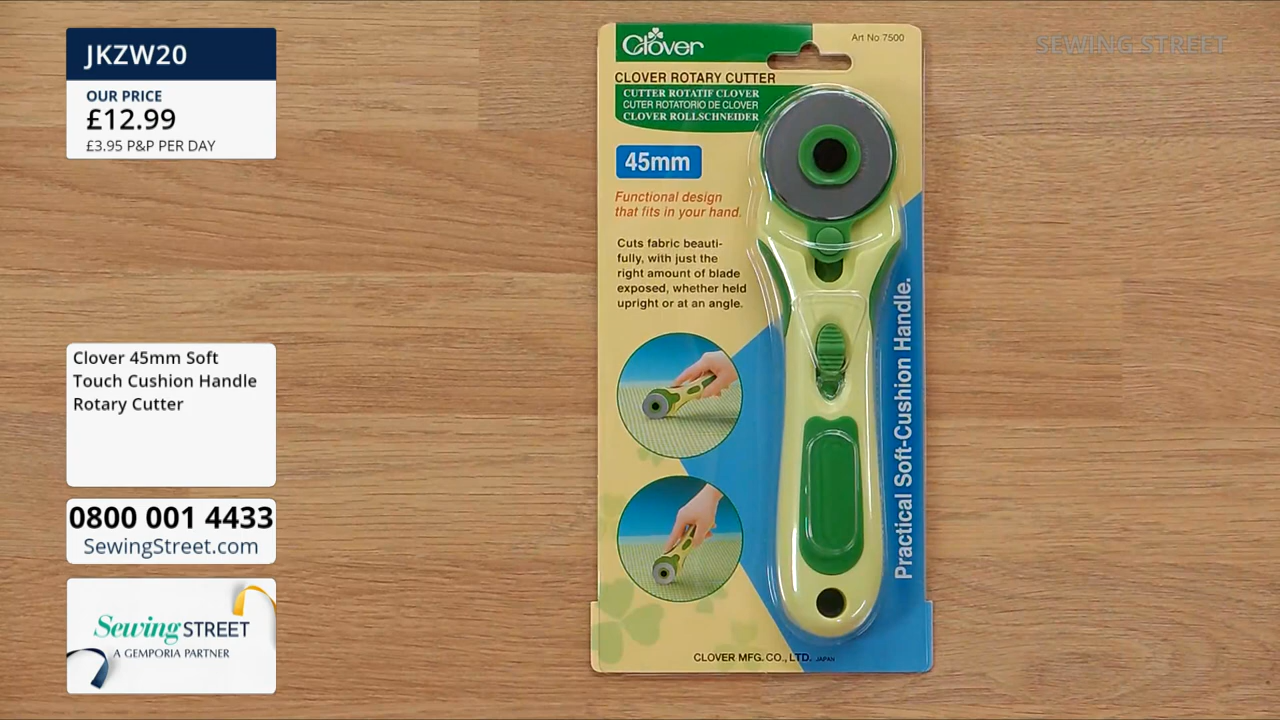 JKZW20
OUR PRICE
£12.99
£3.95 P&P PER DAY
Clover 45mm Soft
Touch Cushion Handle
Rotary Cutter
0800 001 4433
SewingStreet.com
Sewing STREET
A GEMPORIA PARTNER
Clover
Art No 7500
CLOVER ROTARY CUTTER
CUTTER ROTATIF CLOVER
CUTER ROTATORIO DE CLOVER
CLOVER ROLLSCHNEIDER
45mm
Functional design
that fits in your hand.
Cuts fabric beauti-
fully, with just the
right amount of blade
exposed, whether held
upright or at an angle.
Practical Soft-Cushion Handle.
CLOVER MFG. CO., LTD. JAPAN
SEWING STREET